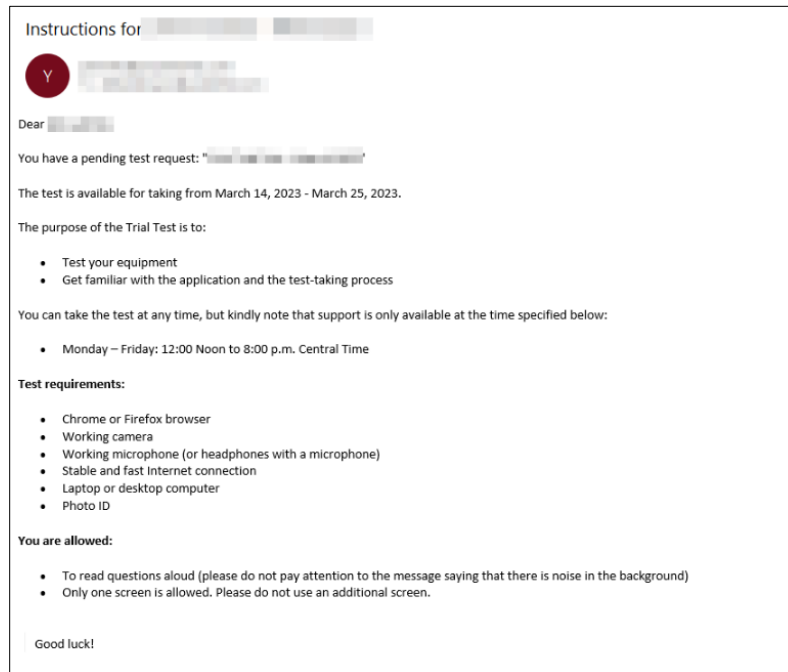 Instructions for
Y
Dear
You have a pending test request: "
The test is available for taking from March 14, 2023 - March 25, 2023.
The purpose of the Trial Test is to:
• Test your equipment
• Get familiar with the application and the test-taking process
You can take the test at any time, but kindly note that support is only available at the time specified below:
• Monday – Friday: 12:00 Noon to 8:00 p.m. Central Time
Test requirements:
• Chrome or Firefox browser
• Working camera
• Working microphone (or headphones with a microphone)
• Stable and fast Internet connection
• Laptop or desktop computer
• Photo ID
You are allowed:
• To read questions aloud (please do not pay attention to the message saying that there is noise in the background)
• Only one screen is allowed. Please do not use an additional screen.
Good luck!